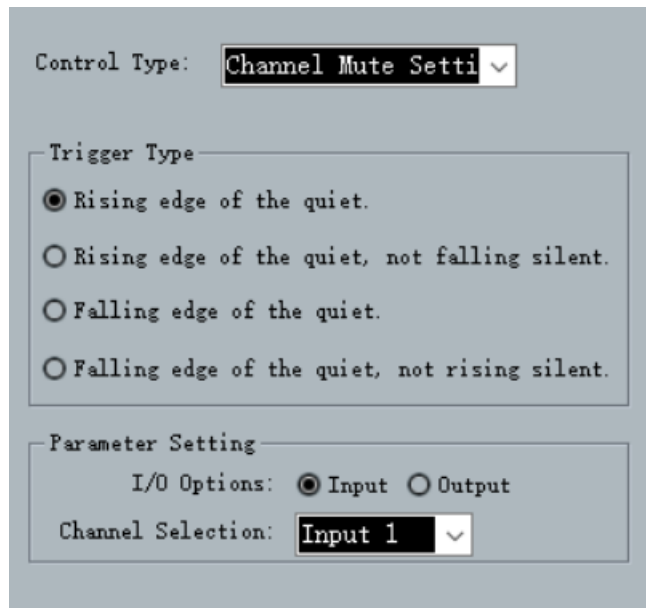 Control Type: Channel Mute Setti
Trigger Type
Rising edge of the quiet.
Rising edge of the quiet, not falling silent.
Falling edge of the quiet.
Falling edge of the quiet, not rising silent.
Parameter Setting
I/O Options: Input Output
Channel Selection: Input 1